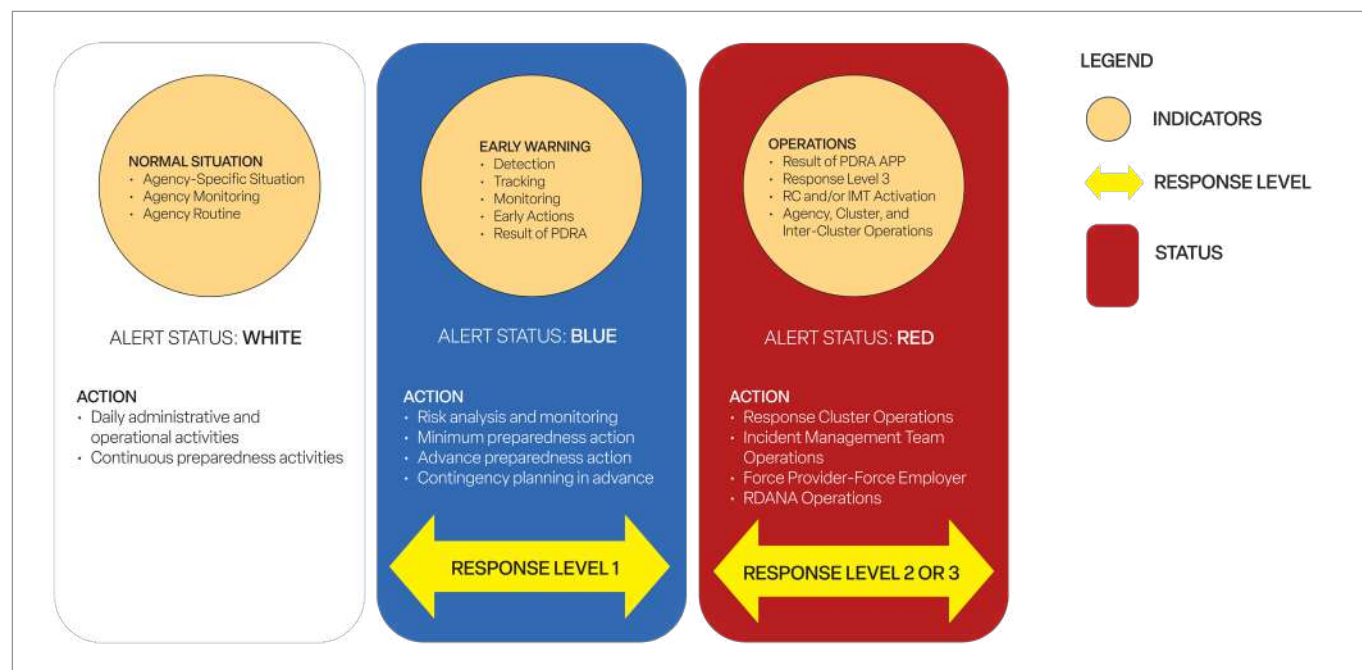 NORMAL SITUATION
• Agency-Specific Situation
• Agency Monitoring
• Agency Routine
ALERT STATUS: WHITE
ACTION
• Daily administrative and
operational activities
• Continuous preparedness activities
EARLY WARNING
• Detection
• Tracking
• Monitoring
• Early Actions
• Result of PDRA
ALERT STATUS: BLUE
ACTION
• Risk analysis and monitoring
• Minimum preparedness action
• Advance preparedness action
• Contingency planning in advance
RESPONSE LEVEL 1
OPERATIONS
• Result of PDRA APP
• Response Level 3
• RC and/or IMT Activation
• Agency, Cluster, and
Inter-Cluster Operations
ALERT STATUS: RED
ACTION
• Response Cluster Operations
• Incident Management Team
Operations
• Force Provider-Force Employer
• RDANA Operations
RESPONSE LEVEL 2 OR 3
LEGEND
INDICATORS
RESPONSE LEVEL
STATUS